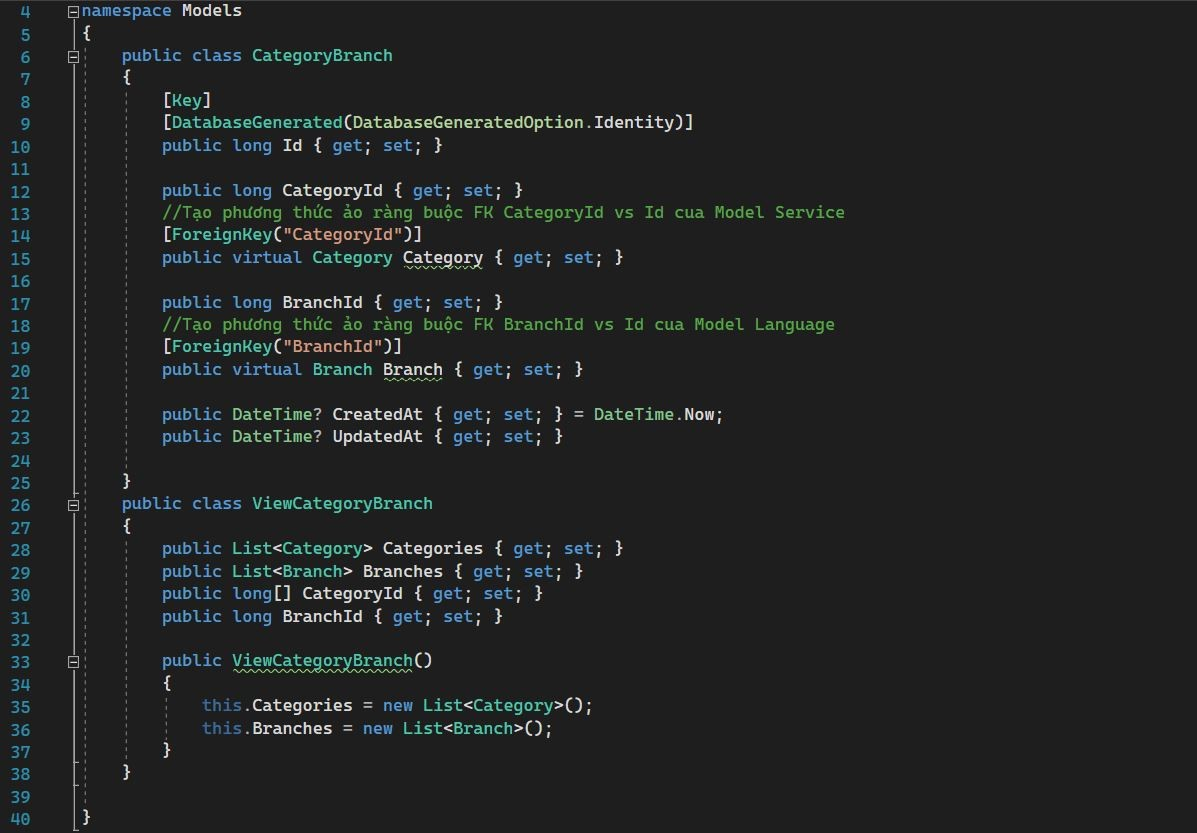 4 namespace Models
5 {
6 public class CategoryBranch
7 {
8 [Key]
9 [DatabaseGenerated(DatabaseGeneratedOption.Identity)]
10 public long Id { get; set; }
11
12 public long CategoryId { get; set; }
13 //Tạo phương thức ảo ràng buộc FK CategoryId vs Id cua Model Service
14 [ForeignKey("CategoryId")]
15 public virtual Category Category { get; set; }
16
17 public long BranchId { get; set; }
18 //Tạo phương thức ảo ràng buộc FK BranchId vs Id cua Model Language
19 [ForeignKey("BranchId")]
20 public virtual Branch Branch { get; set; }
21
22 public DateTime? CreatedAt { get; set; } = DateTime.Now;
23 public DateTime? UpdatedAt { get; set; }
24
25 }
26 public class ViewCategoryBranch
27 {
28 public List<Category> Categories { get; set; }
29 public List<Branch> Branches { get; set; }
30 public long[] CategoryId { get; set; }
31 public long BranchId { get; set; }
32
33 public ViewCategoryBranch()
34 {
35 this.Categories = new List<Category>();
36 this.Branches = new List<Branch>();
37 }
38 }
39
40 }